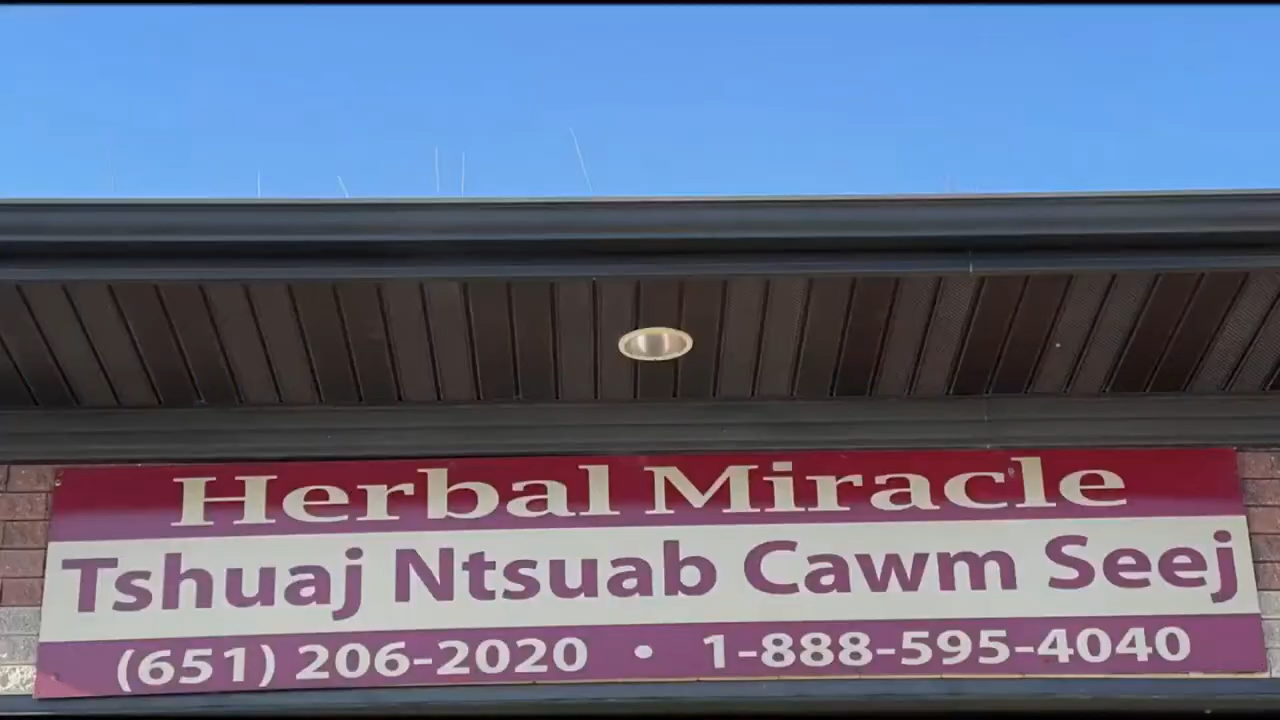 Herbal Miracle
Tshuaj Ntsuab Cawm Seej
(651) 206-2020 • 1-888-595-4040